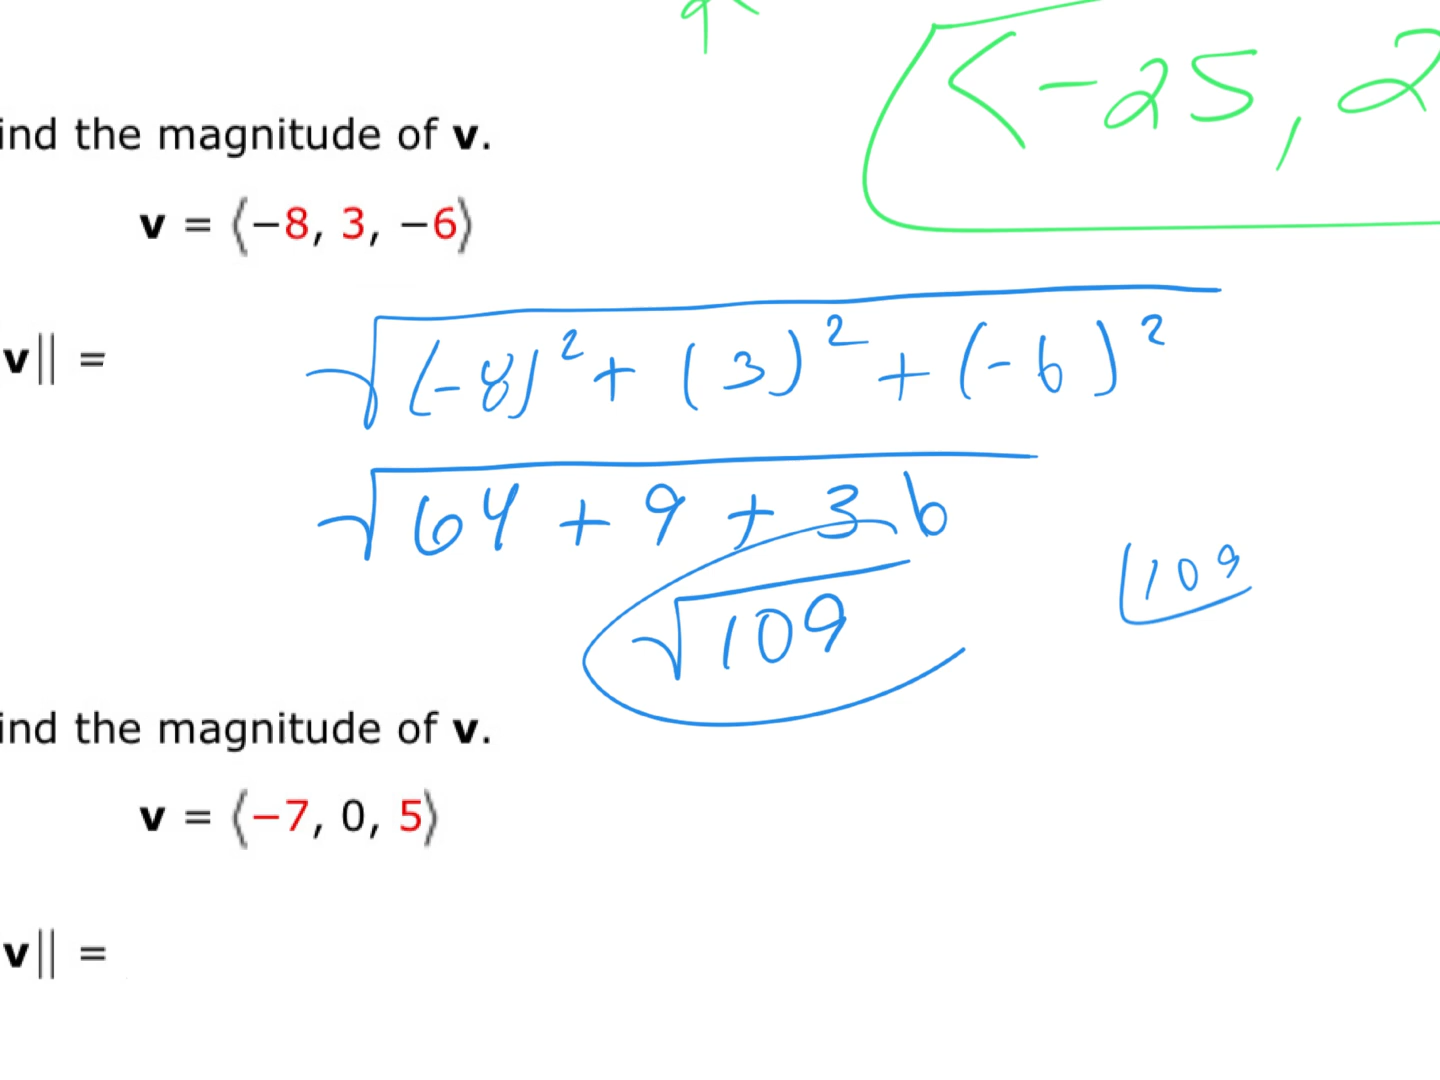 <-25, 2
ind the magnitude of v.
v = ⟨−8, 3, −6⟩
v|| = √(-8)² + (3)² + (-6)²
√64 + 9 + 36
109
√109
ind the magnitude of v.
v = ⟨−7, 0, 5⟩
v|| =